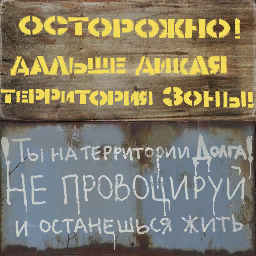 ОСТОРОЖНО!
ДАЛЬШЕ ДИКАЯ
ТЕРРИТОРИЯ ЗОНЫ!!
ТЫ НА ТЕРРИТОРИИ ДОЛГА!
НЕ ПРОВОЦИРУЙ
И ОСТАНЕШЬСЯ ЖИТЬ